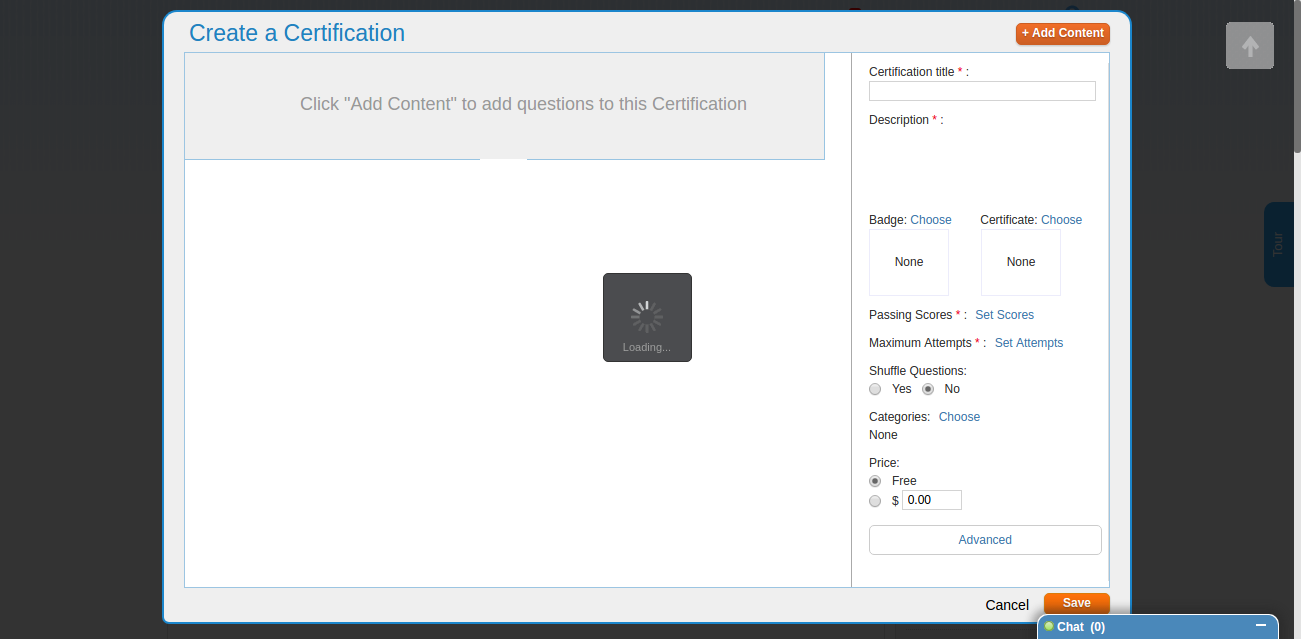 Create a Certification
+ Add Content
Click "Add Content" to add questions to this Certification
Certification title * :
Description * :
Badge: Choose
Certificate: Choose
None
None
Passing Scores * : Set Scores
Maximum Attempts * : Set Attempts
Shuffle Questions:
Yes No
Categories: Choose
None
Price:
Free
$ 0.00
Advanced
Loading...
Tour
Cancel
Save
Chat (0)